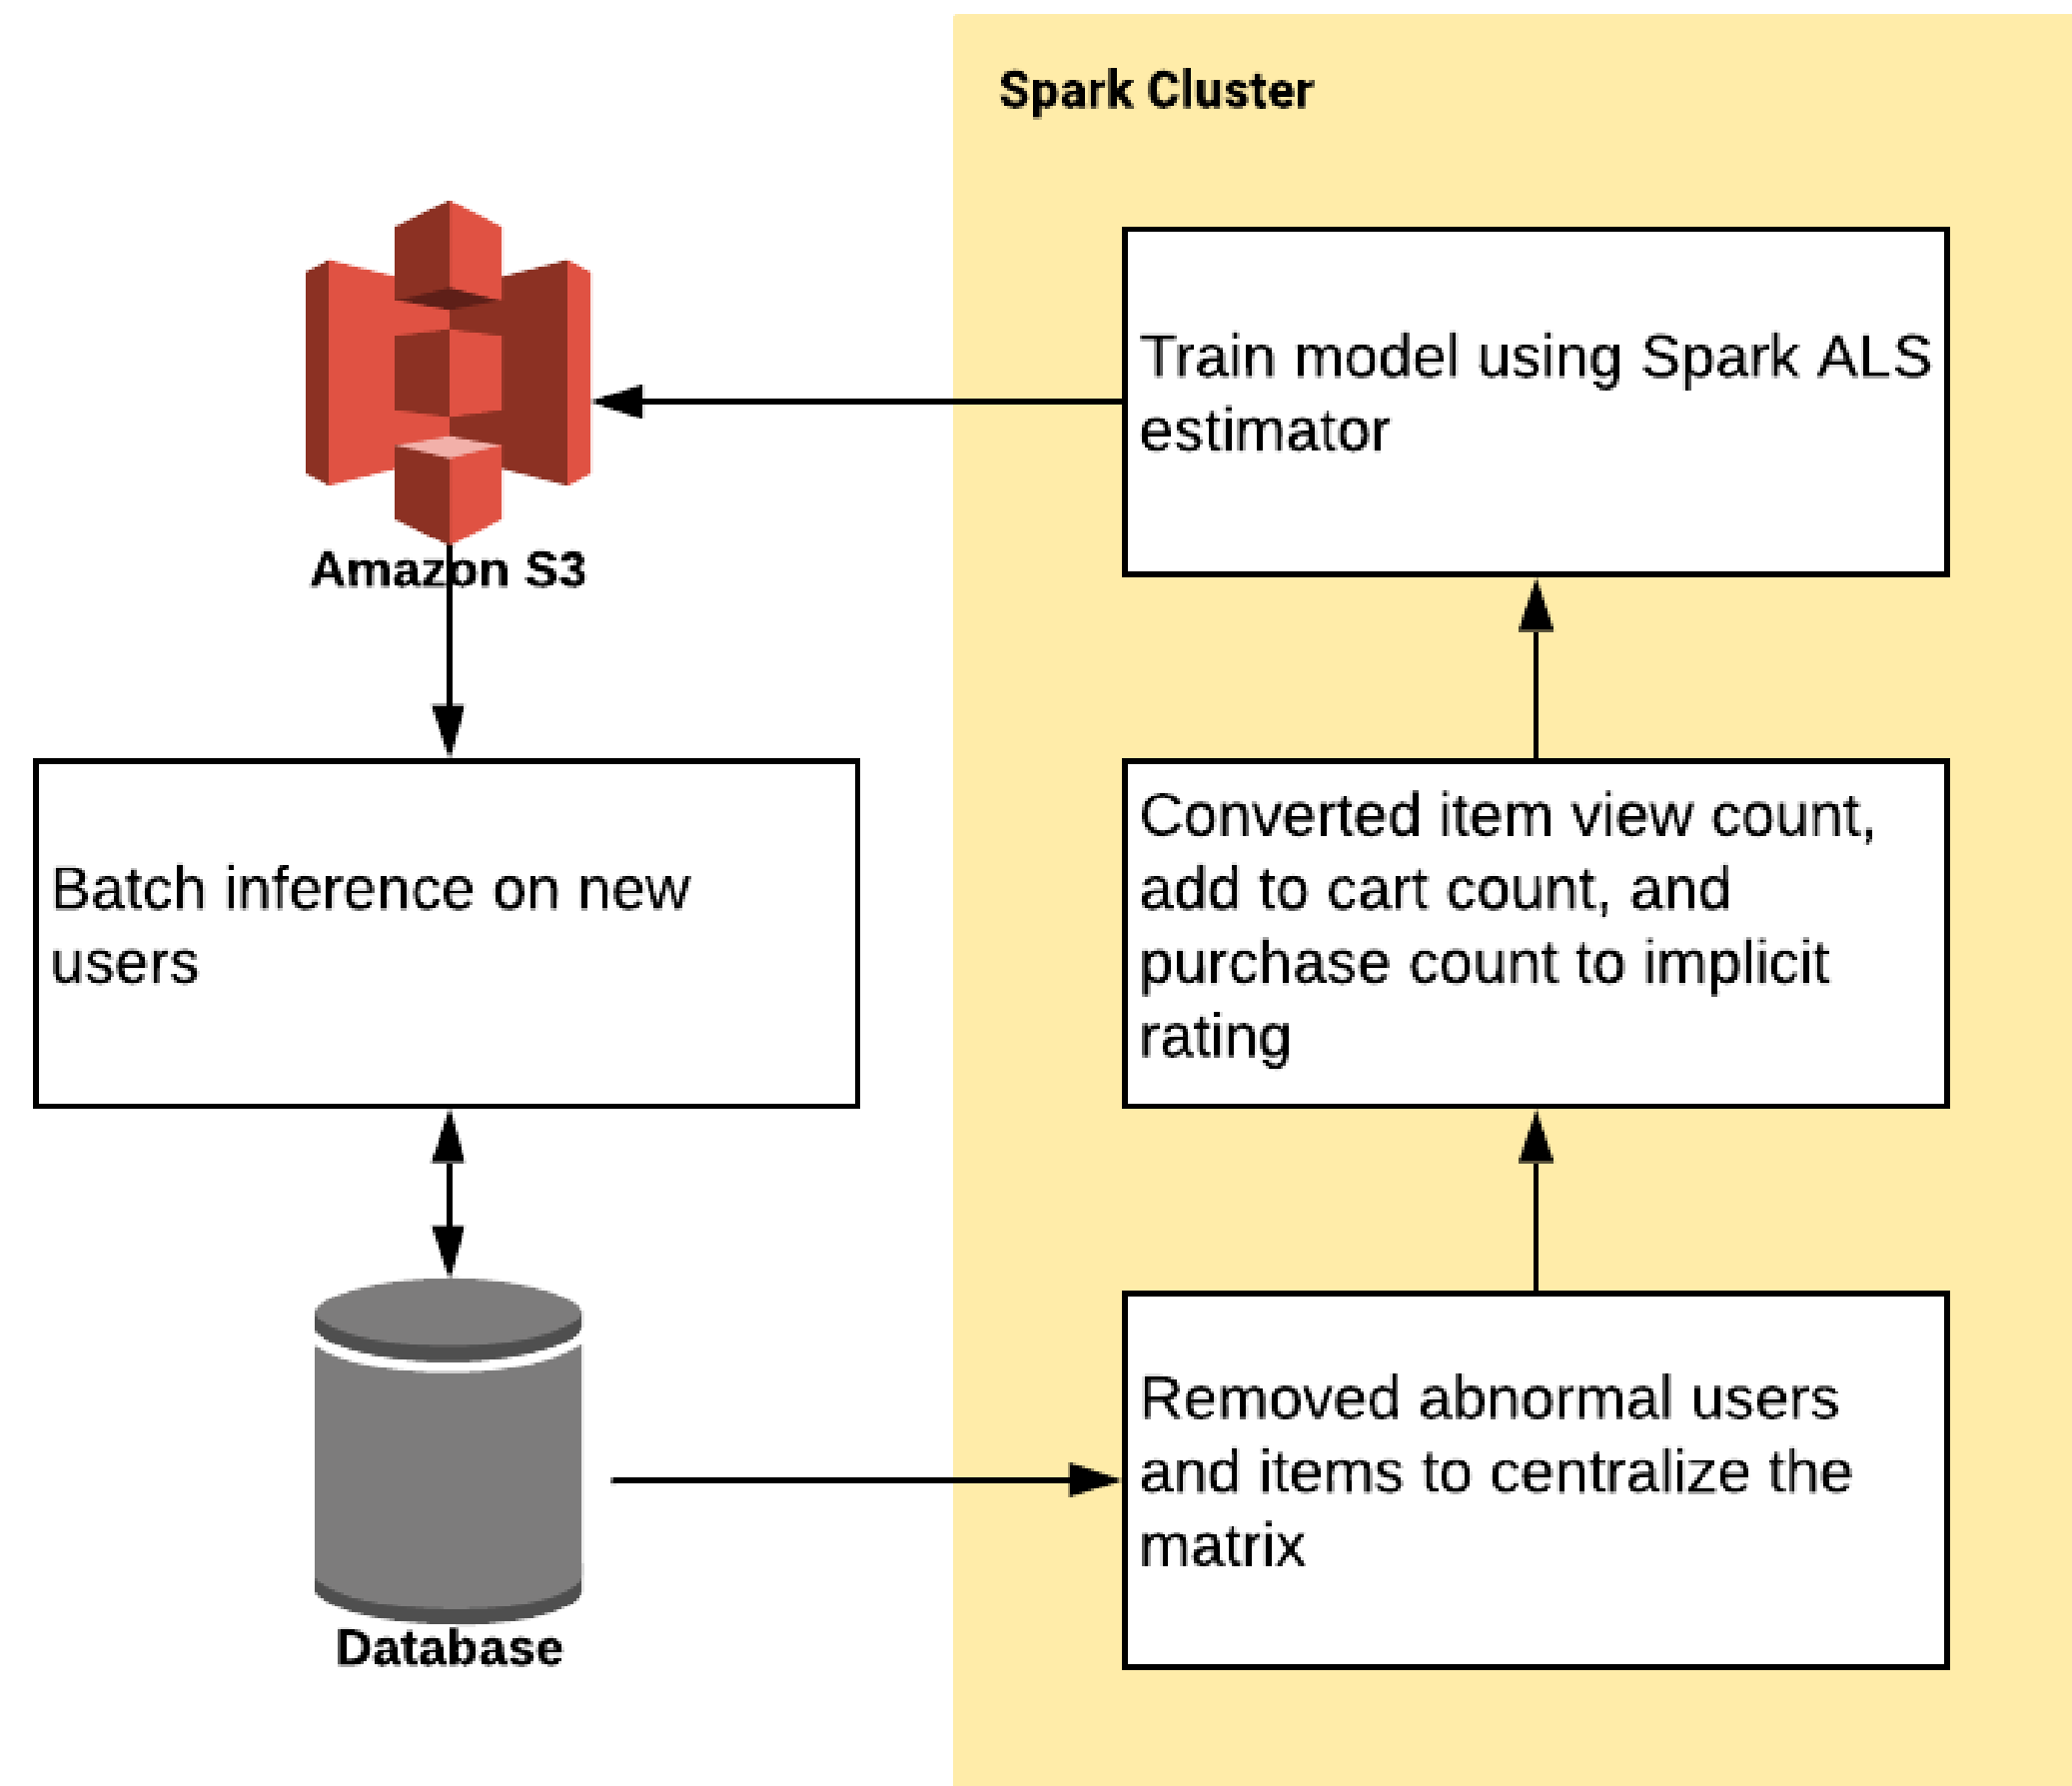 Spark Cluster
Train model using Spark ALS
estimator
Amazon S3
Batch inference on new
users
Converted item view count,
add to cart count, and
purchase count to implicit
rating
Removed abnormal users
and items to centralize the
matrix
Database